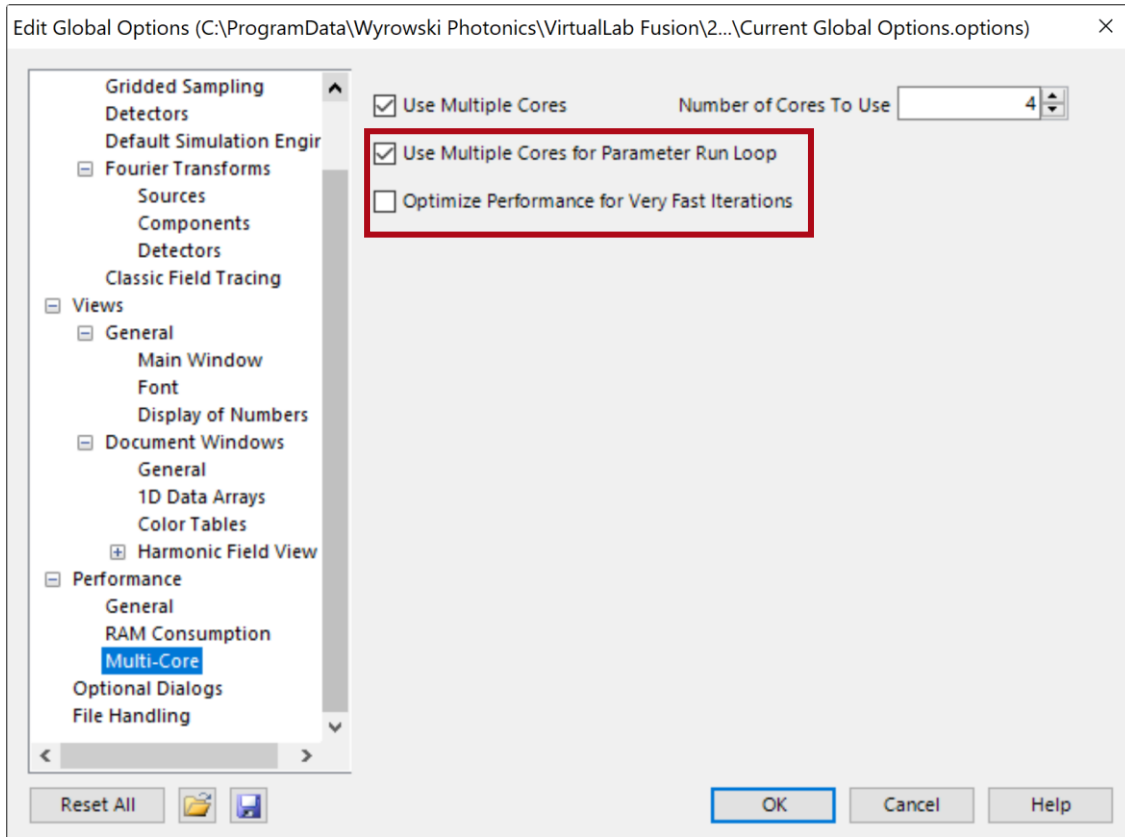 Edit Global Options (C:\ProgramData\Wyrowski Photonics\VirtualLab Fusion\2...\Current Global Options.options)
Gridded Sampling
Detectors
Default Simulation Engir
Fourier Transforms
Sources
Components
Detectors
Classic Field Tracing
Views
General
Main Window
Font
Display of Numbers
Document Windows
General
1D Data Arrays
Color Tables
Harmonic Field View
Performance
General
RAM Consumption
Multi-Core
Optional Dialogs
File Handling
Use Multiple Cores Number of Cores To Use 4
Use Multiple Cores for Parameter Run Loop
Optimize Performance for Very Fast Iterations
Reset All OK Cancel Help